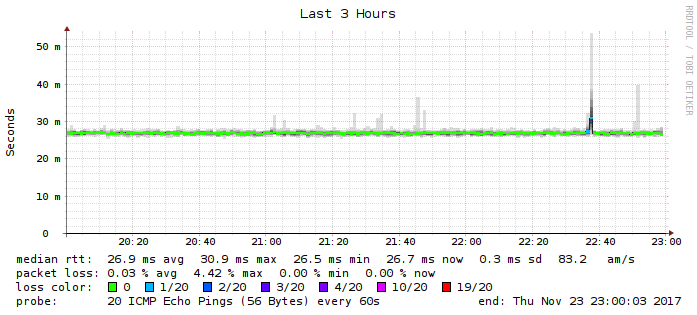 Last 3 Hours
RRDTOOL / TOBI OETIKER
Seconds
50 m
40 m
30 m
20 m
10 m
0
20:20 20:40 21:00 21:20 21:40 22:00 22:20 22:40 23:00
median rtt: 26.9 ms avg 30.9 ms max 26.5 ms min 26.7 ms now 0.3 ms sd 83.2 am/s
packet loss: 0.03 % avg 4.42 % max 0.00 % min 0.00 % now
loss color: 0 1/20 2/20 3/20 4/20 10/20 19/20
probe: 20 ICMP Echo Pings (56 Bytes) every 60s end: Thu Nov 23 23:00:03 2017